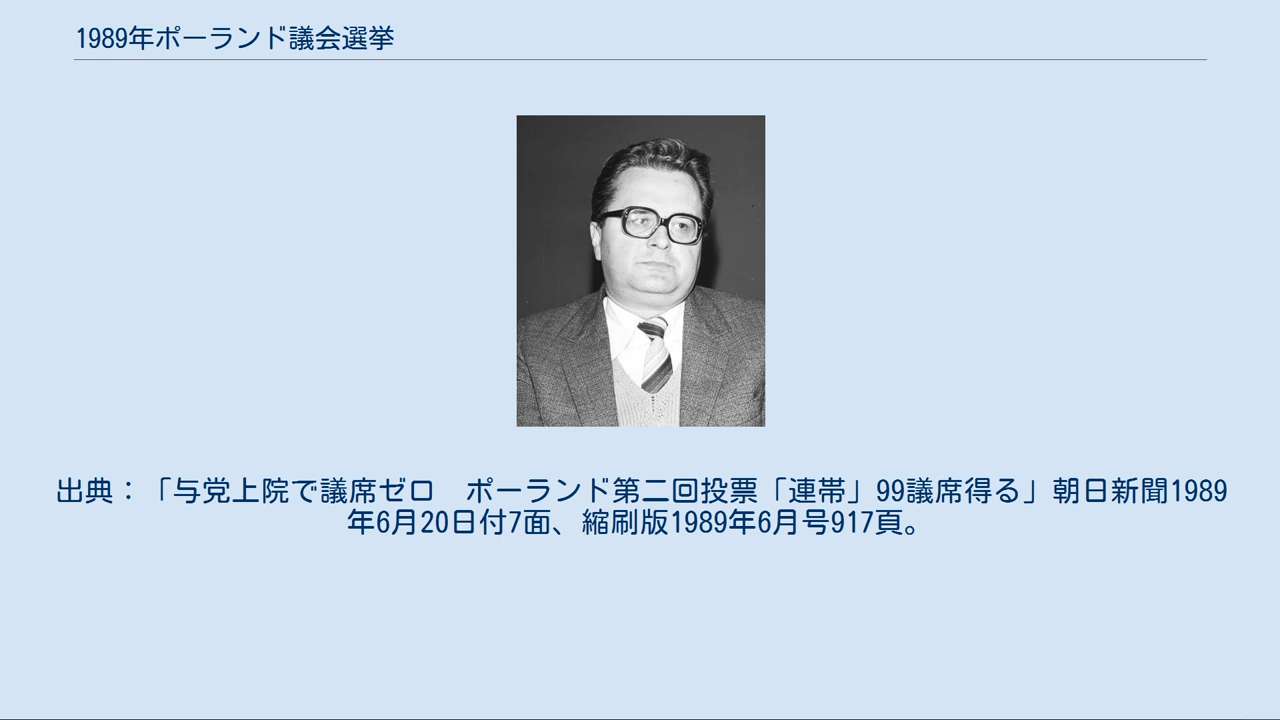 1989年ポーランド議会選挙
出典：「与党上院で議席ゼロ　ポーランド第二回投票「連帯」99議席得る」朝日新聞1989
年6月20日付7面、縮刷版1989年6月号917頁。